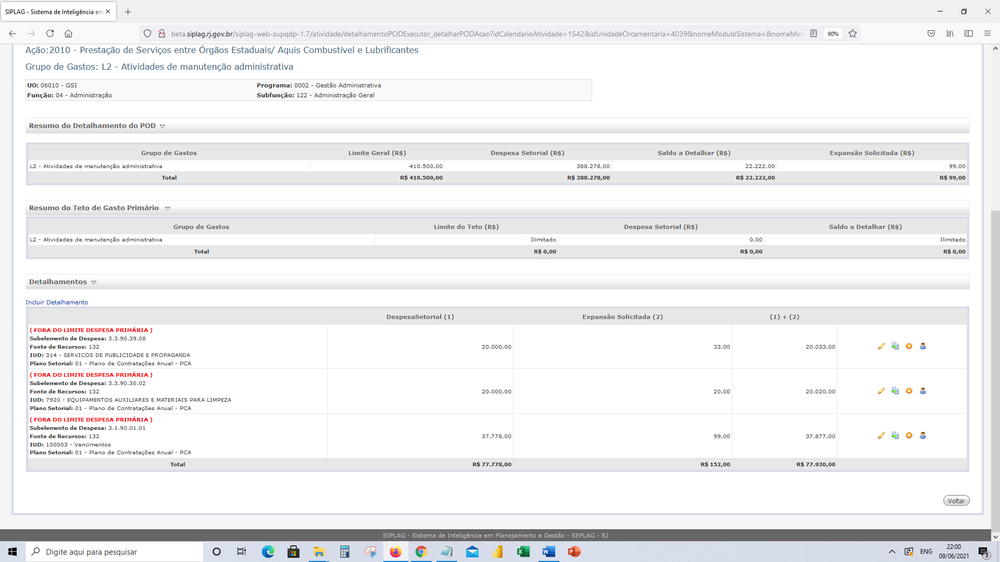 SIPLAG - Sistema de Inteligência em
beta.siplag.rj.gov.br/siplag-web-supqdp-1.7/atividade/detalhamentoPODExecutor_detalharPODAcao?idCalendarioAtividade=1542&idUnidadeOrcamentaria=4039&nomeModuloSistema=&nomeMen
90%
Ação:2010 - Prestação de Serviços entre Órgãos Estaduais/ Aquis Combustível e Lubrificantes
Grupo de Gastos: L2 - Atividades de manutenção administrativa
UO: 06010 - GSI Programa: 0002 - Gestão Administrativa
Função: 04 - Administração Subfunção: 122 - Administração Geral
Resumo do Detalhamento do POD
Grupo de Gastos Limite Geral (R$) Despesa Setorial (R$) Saldo a Detalhar (R$) Expansão Solicitada (R$)
L2 - Atividades de manutenção administrativa 410.500,00 388.278,00 22.222,00 99,00
Total R$ 410.500,00 R$ 388.278,00 R$ 22.222,00 R$ 99,00
Resumo do Teto de Gasto Primário
Grupo de Gastos Limite do Teto (R$) Despesa Setorial (R$) Saldo a Detalhar (R$)
L2 - Atividades de manutenção administrativa Ilimitado 0,00 Ilimitado
Total R$ 0,00 R$ 0,00 R$ 0,00
Detalhamentos
Incluir Detalhamento
DespesaSetorial (1) Expansão Solicitada (2) (1) + (2)
( FORA DO LIMITE DESPESA PRIMÁRIA )
Subelemento de Despesa: 3.3.90.39.08
Fonte de Recursos: 132 20.000,00 33,00 20.033,00
IUD: 314 - SERVICOS DE PUBLICIDADE E PROPAGANDA
Plano Setorial: 01 - Plano de Contratações Anual - PCA
( FORA DO LIMITE DESPESA PRIMÁRIA )
Subelemento de Despesa: 3.3.90.30.02
Fonte de Recursos: 132 20.000,00 20,00 20.020,00
IUD: 7920 - EQUIPAMENTOS AUXILIARES E MATERIAIS PARA LIMPEZA
Plano Setorial: 01 - Plano de Contratações Anual - PCA
( FORA DO LIMITE DESPESA PRIMÁRIA )
Subelemento de Despesa: 3.1.90.01.01
Fonte de Recursos: 132 37.778,00 99,00 37.877,00
IUD: 100003 - Vencimentos
Plano Setorial: 01 - Plano de Contratações Anual - PCA
Total R$ 77.778,00 R$ 152,00 R$ 77.930,00
Voltar
SIPLAG - Sistema de Inteligência em Planejamento e Gestão - SEPLAG - RJ
Digite aqui para pesquisar
ENG
22:00
09/06/2021
3